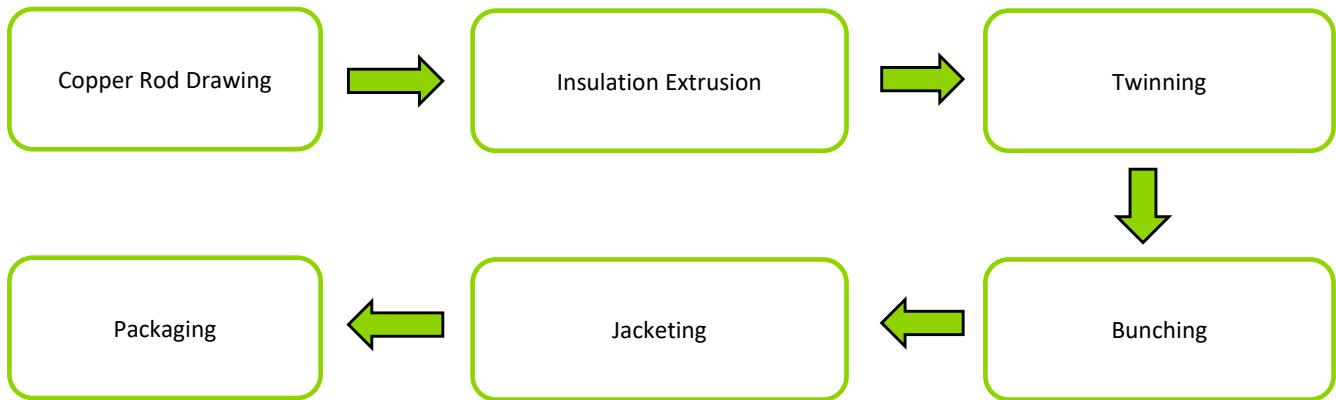 Copper Rod Drawing
Insulation Extrusion
Twinning
Bunching
Jacketing
Packaging